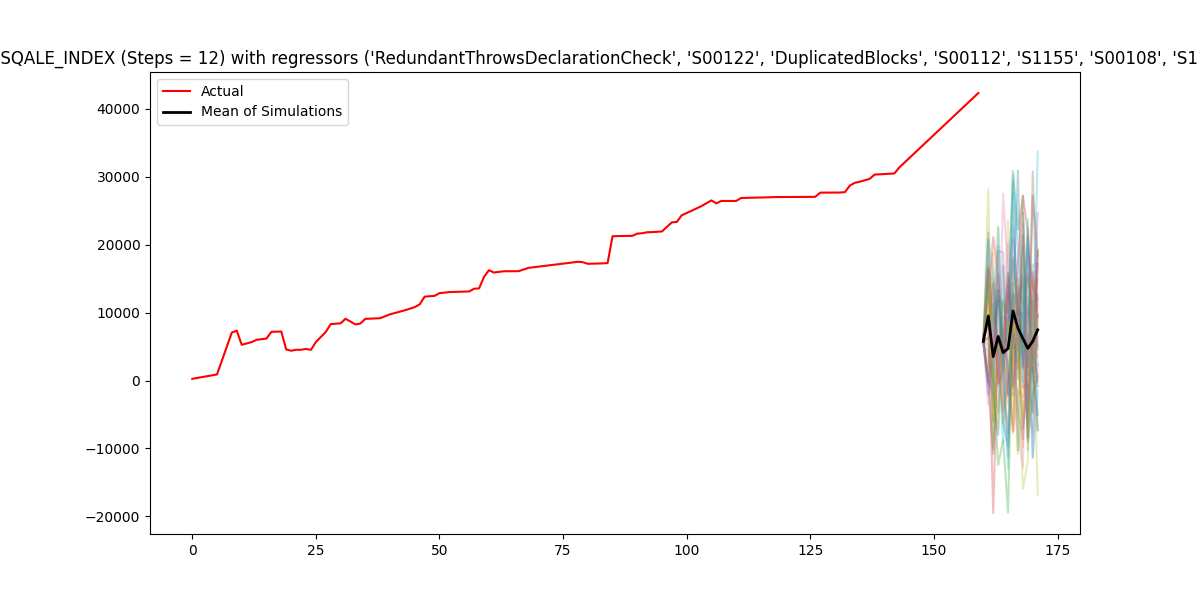 SQALE_INDEX (Steps = 12) with regressors ('RedundantThrowsDeclarationCheck', 'S00122', 'DuplicatedBlocks', 'S00112', 'S1155', 'S00108', 'S1
Actual
Mean of Simulations
40000
30000
20000
10000
0
−10000
−20000
0 25 50 75 100 125 150 175